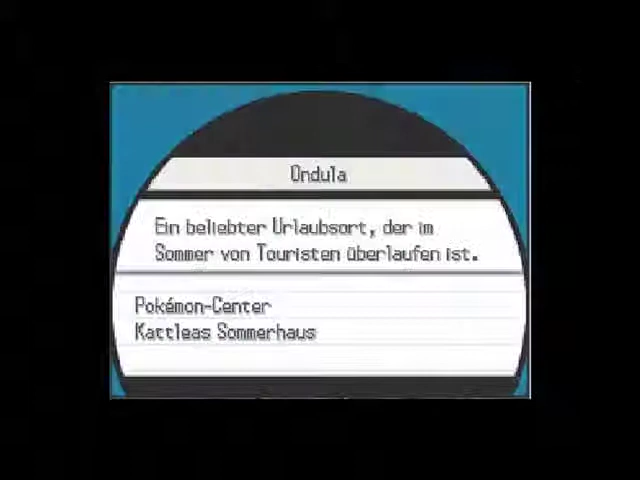 Ondula
Ein beliebter Urlaubsort, der im
Sommer von Touristen überlaufen ist.
Pokémon-Center
Kattleas Sommerhaus